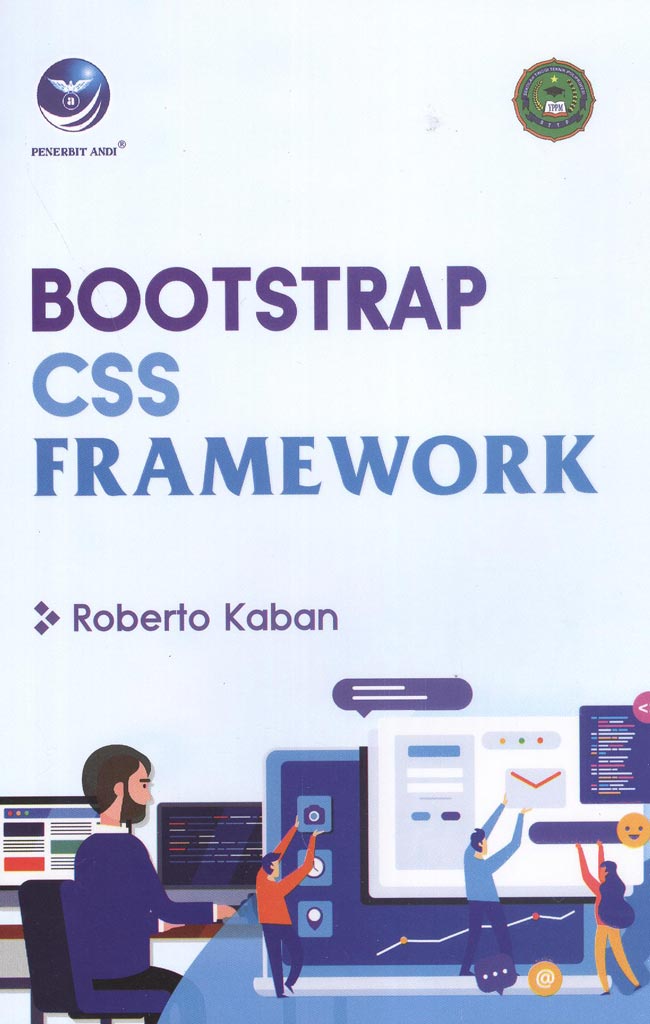 PENERBIT ANDI®
YPPM
BOOTSTRAP
CSS
FRAMEWORK
Roberto Kaban
@